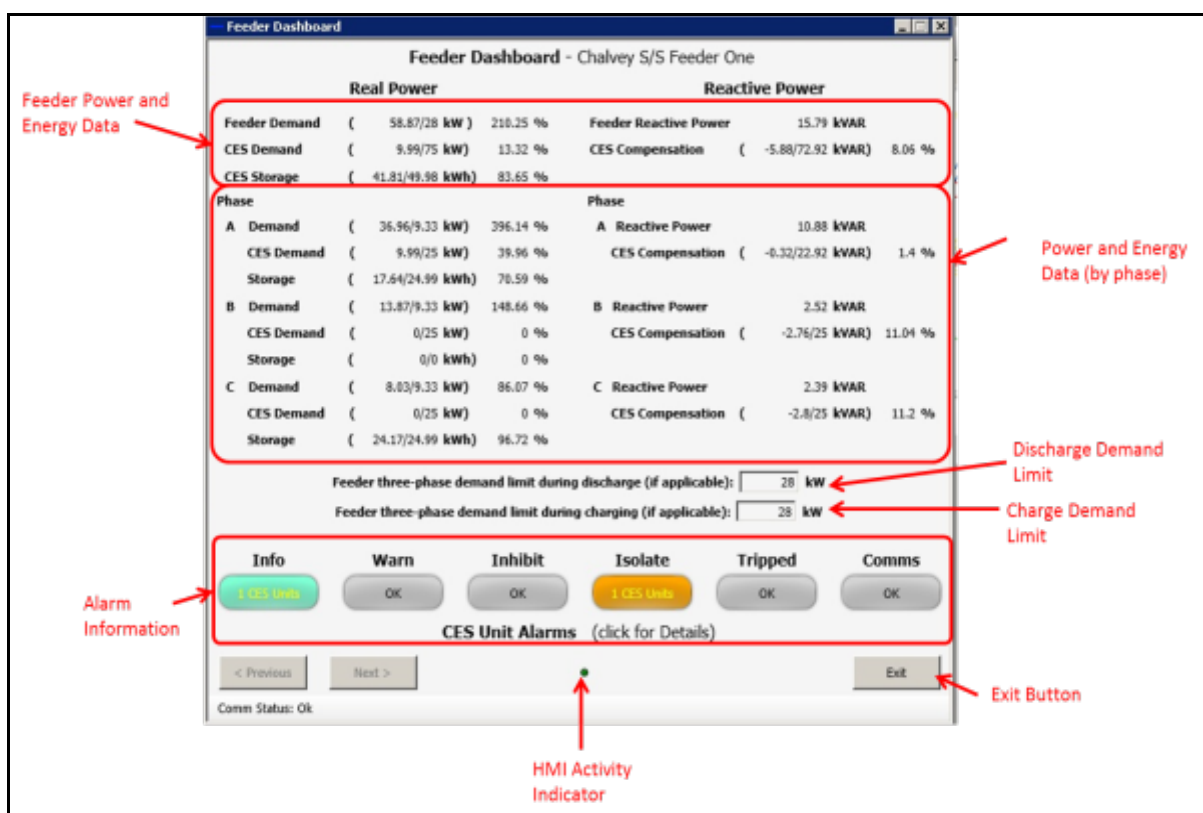 Feeder Dashboard
Feeder Dashboard - Chalvey S/S Feeder One
Real Power Reactive Power
Feeder Power and
Energy Data
Feeder Demand ( 58.87/28 kW ) 210.25 % Feeder Reactive Power 15.79 kVAR
CES Demand ( 9.99/75 kW) 13.32 % CES Compensation ( -5.88/72.92 kVAR) 8.06 %
CES Storage ( 41.81/49.98 kWh) 83.65 %
Phase Phase
A Demand ( 36.96/9.33 kW) 396.14 % A Reactive Power 10.88 kVAR
CES Demand ( 9.99/25 kW) 39.96 % CES Compensation ( -0.32/22.92 kVAR) 1.4 %
Storage ( 17.64/24.99 kWh) 70.59 %
B Demand ( 13.87/9.33 kW) 148.66 % B Reactive Power 2.52 kVAR
CES Demand ( 0/25 kW) 0 % CES Compensation ( -2.76/25 kVAR) 11.04 %
Storage ( 0/0 kWh) 0 %
C Demand ( 8.03/9.33 kW) 86.07 % C Reactive Power 2.39 kVAR
CES Demand ( 0/25 kW) 0 % CES Compensation ( -2.8/25 kVAR) 11.2 %
Storage ( 24.17/24.99 kWh) 96.72 %
Power and Energy
Data (by phase)
Feeder three-phase demand limit during discharge (if applicable): 28 kW
Feeder three-phase demand limit during charging (if applicable): 28 kW
Discharge Demand
Limit
Charge Demand
Limit
Info Warn Inhibit Isolate Tripped Comms
1 CES Units OK OK 1 CES Units OK OK
CES Unit Alarms (click for Details)
Alarm
Information
< Previous Next > Exit
Comm Status: Ok
Exit Button
HMI Activity
Indicator